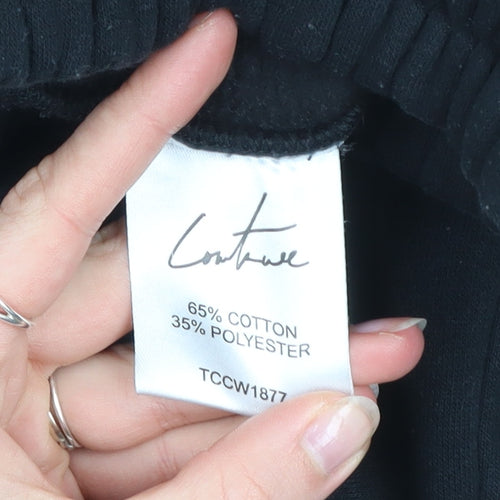 Couture
65% COTTON
35% POLYESTER
TCCW1877